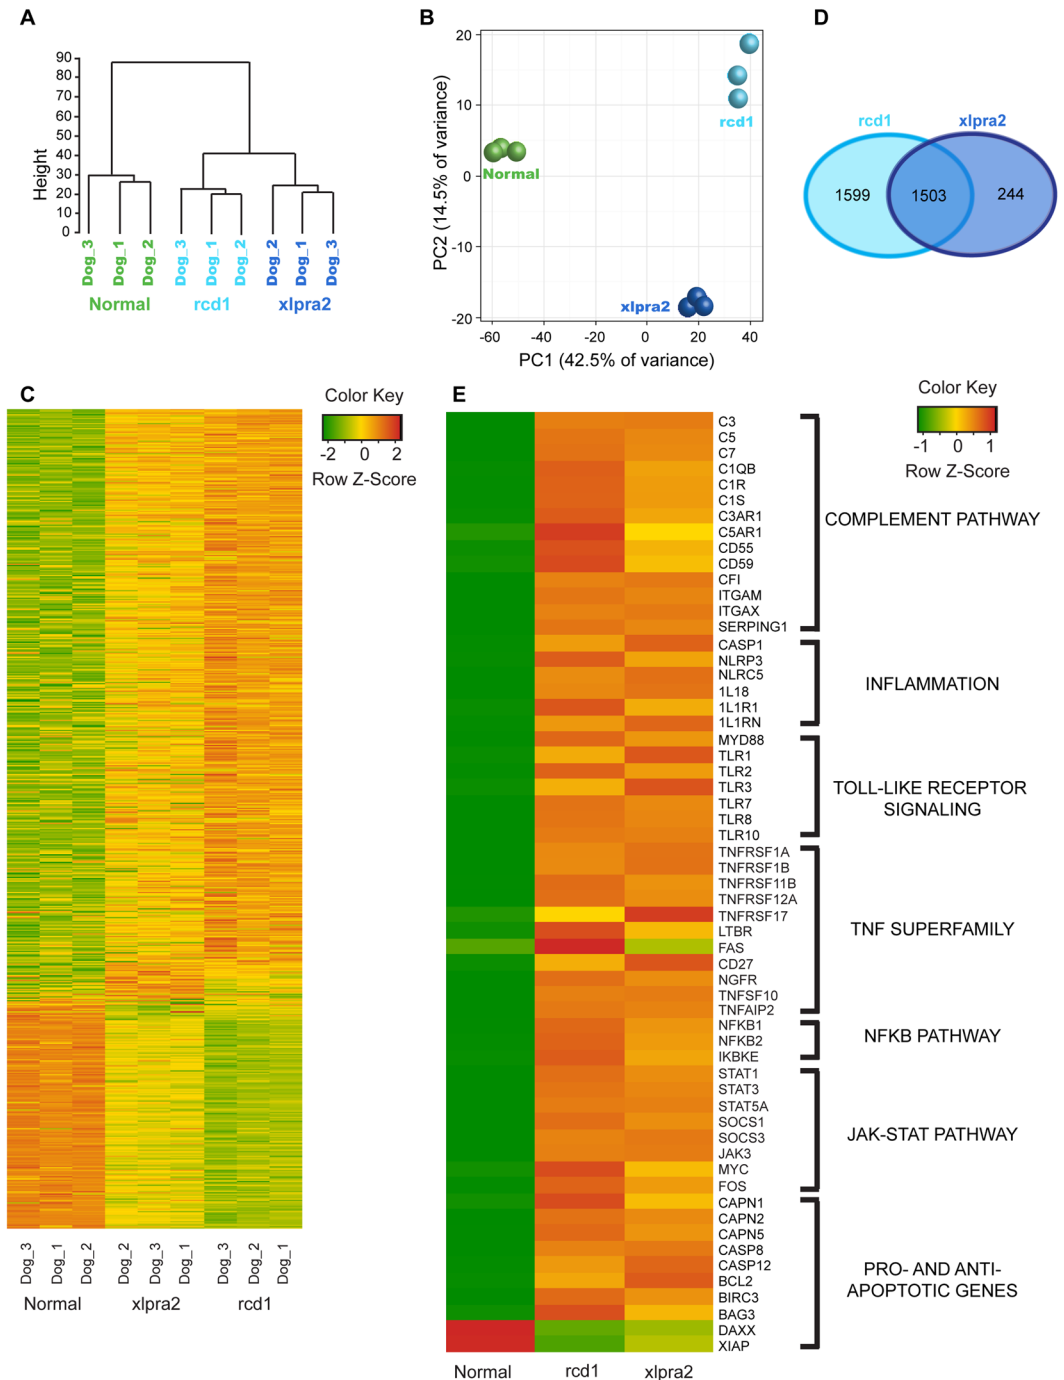 A
Height
90
80
70
60
50
40
30
20
10
0
Dog_3
Dog_1
Dog_2
Dog_3
Dog_1
Dog_2
Dog_2
Dog_1
Dog_3
Normal
rcd1
xlpra2
B
PC2 (14.5% of variance)
20
10
0
-10
-20
rcd1
Normal
xlpra2
-60
-40
-20
0
20
40
PC1 (42.5% of variance)
D
rcd1
xlpra2
1599
1503
244
C
Color Key
-2
0
2
Row Z-Score
Dog_3
Dog_1
Dog_2
Dog_2
Dog_3
Dog_1
Dog_3
Dog_2
Dog_1
Normal
xlpra2
rcd1
E
Color Key
-1
0
1
Row Z-Score
C3
C5
C7
C1QB
C1R
C1S
C3AR1
C5AR1
CD55
CD59
CFI
ITGAM
ITGAX
SERPING1
COMPLEMENT PATHWAY
CASP1
NLRP3
NLRC5
1L18
1L1R1
1L1RN
INFLAMMATION
MYD88
TLR1
TLR2
TLR3
TLR7
TLR8
TLR10
TOLL-LIKE RECEPTOR
SIGNALING
TNFRSF1A
TNFRSF1B
TNFRSF11B
TNFRSF12A
TNFRSF17
LTBR
FAS
CD27
NGFR
TNFSF10
TNFAIP2
TNF SUPERFAMILY
NFKB1
NFKB2
IKBKE
NFKB PATHWAY
STAT1
STAT3
STAT5A
SOCS1
SOCS3
JAK3
MYC
FOS
JAK-STAT PATHWAY
CAPN1
CAPN2
CAPN5
CASP8
CASP12
BCL2
BIRC3
BAG3
DAXX
XIAP
PRO- AND ANTI-
APOPTOTIC GENES
Normal
rcd1
xlpra2